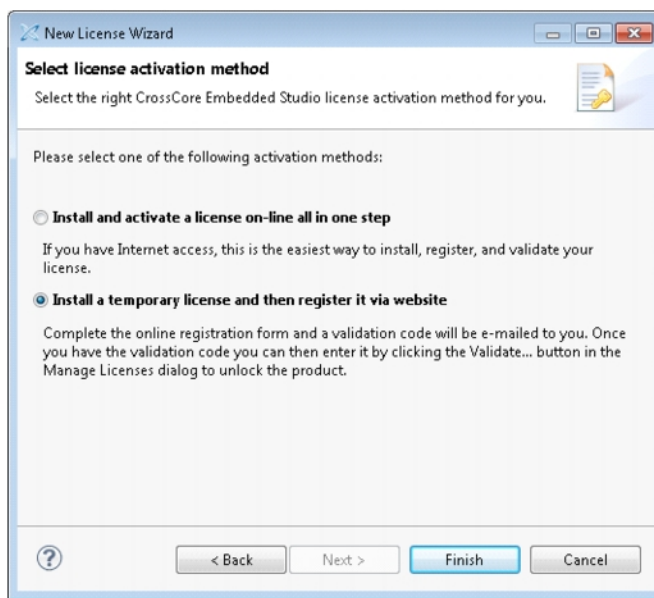 New License Wizard
Select license activation method
Select the right CrossCore Embedded Studio license activation method for you.
Please select one of the following activation methods:
Install and activate a license on-line all in one step
If you have Internet access, this is the easiest way to install, register, and validate your
license.
Install a temporary license and then register it via website
Complete the online registration form and a validation code will be e-mailed to you. Once
you have the validation code you can then enter it by clicking the Validate... button in the
Manage Licenses dialog to unlock the product.
? < Back Next > Finish Cancel